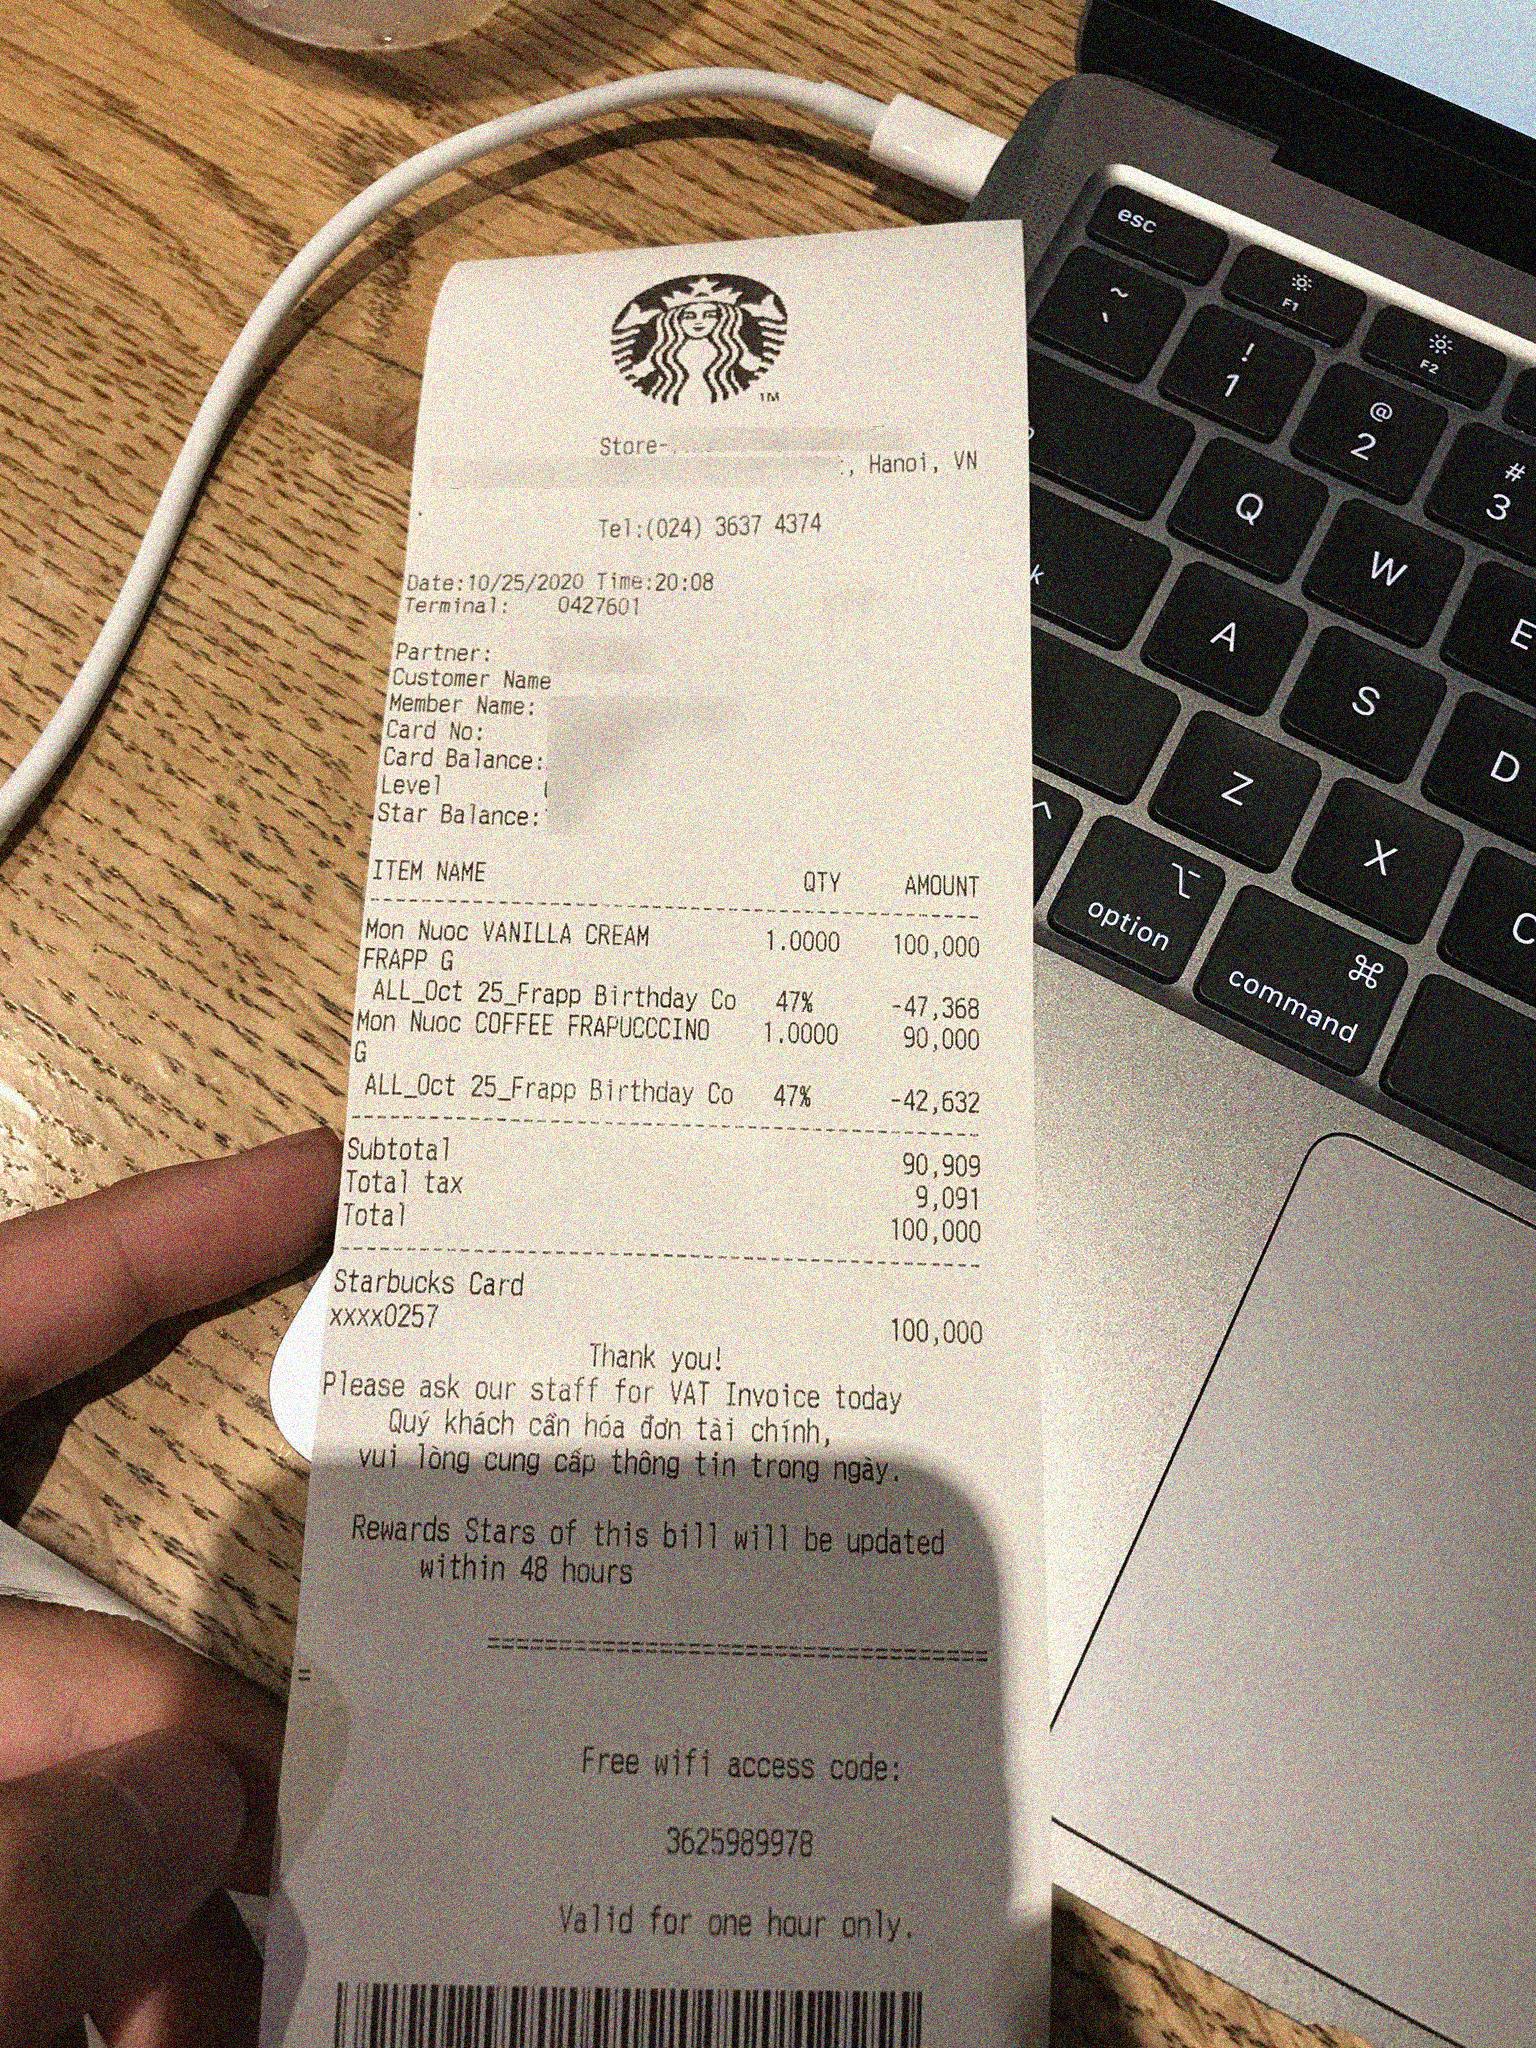 TM
Store-
, Hanoi, VN
Tel:(024) 3637 4374
Date:10/25/2020 Time:20:08
Terminal: 0427601
Partner:
Customer Name
Member Name:
Card No:
Card Balance:
Level
Star Balance:
ITEM NAME QTY AMOUNT
Mon Nuoc VANILLA CREAM 1.0000 100,000
FRAPP G
ALL_Oct 25_Frapp Birthday Co 47% -47,368
Mon Nuoc COFFEE FRAPUCCCINO 1.0000 90,000
G
ALL_Oct 25_Frapp Birthday Co 47% -42,632
Subtotal 90,909
Total tax 9,091
Total 100,000
Starbucks Card
xxxx0257 100,000
Thank you!
Please ask our staff for VAT Invoice today
Quý khách cần hóa đơn tài chính,
vui lòng cung cấp thông tin trong ngày.
Rewards Stars of this bill will be updated
within 48 hours
==========================================
=
Free wifi access code:
3625989978
Valid for one hour only.
esc
F1
F2
~
`
! 1
@ 2
# 3
Q
W
E
A
S
D
Z
X
C
k
^
option
⌥
command
⌘